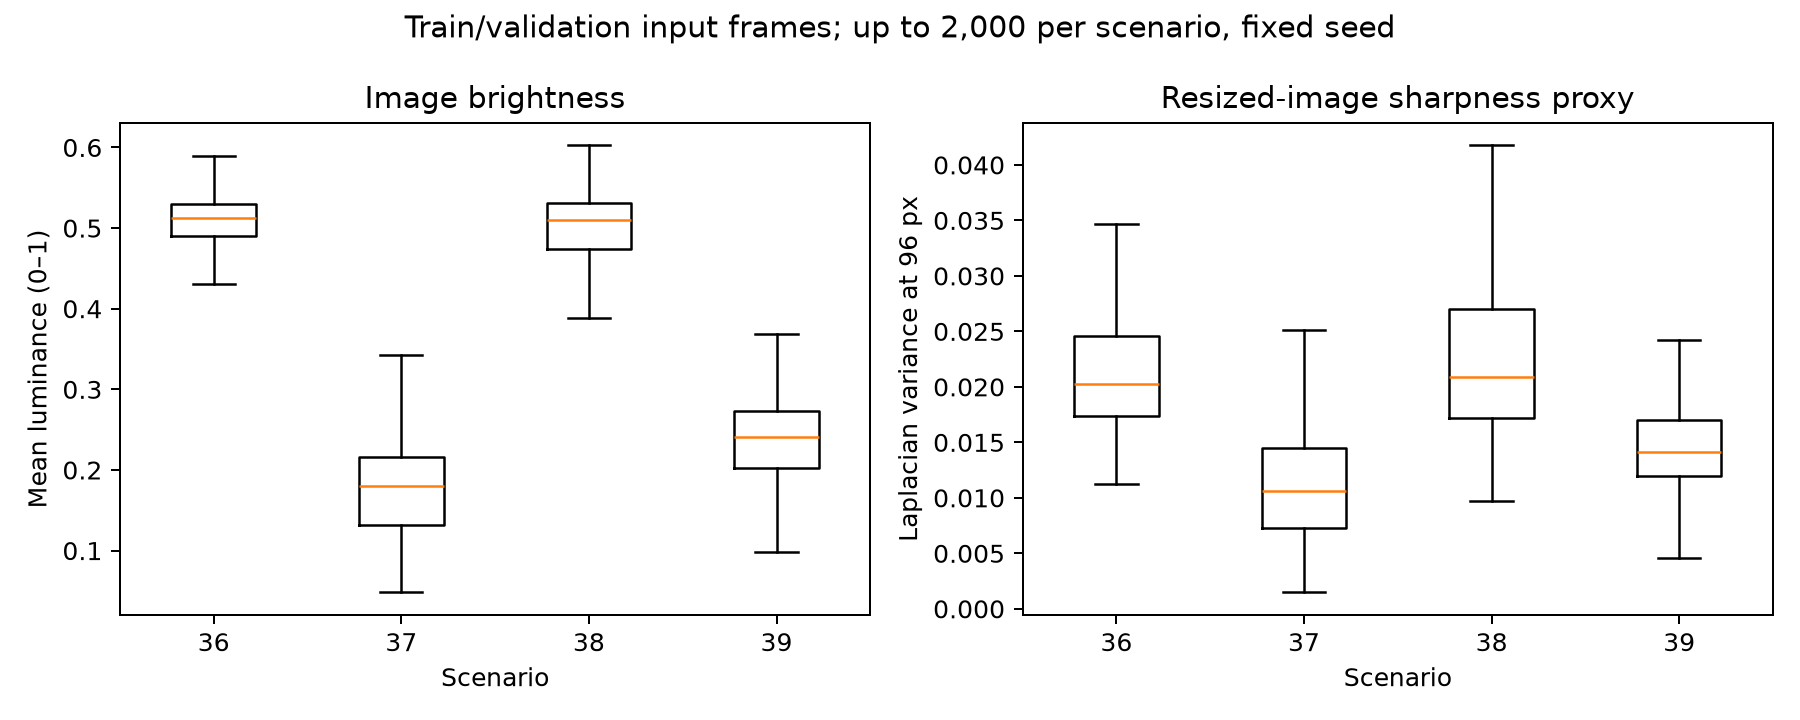 Train/validation input frames; up to 2,000 per scenario, fixed seed
Image brightness
Mean luminance (0–1)
0.6
0.5
0.4
0.3
0.2
0.1
36 37 38 39
Scenario
Resized-image sharpness proxy
Laplacian variance at 96 px
0.040
0.035
0.030
0.025
0.020
0.015
0.010
0.005
0.000
36 37 38 39
Scenario